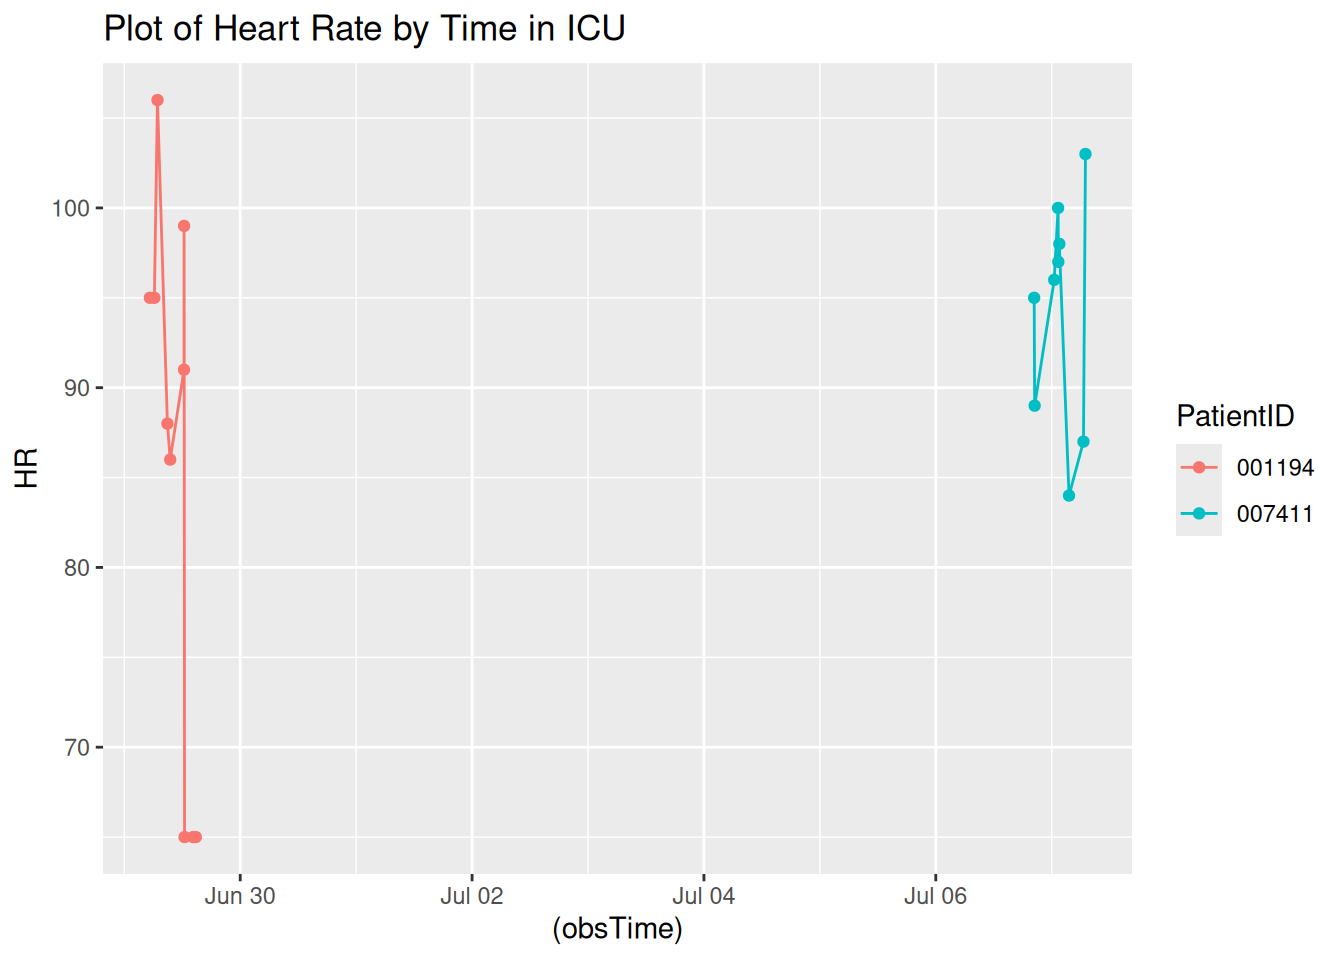 Plot of Heart Rate by Time in ICU
HR
100
90
80
70
Jun 30
Jul 02
Jul 04
Jul 06
(obsTime)
PatientID
001194
007411